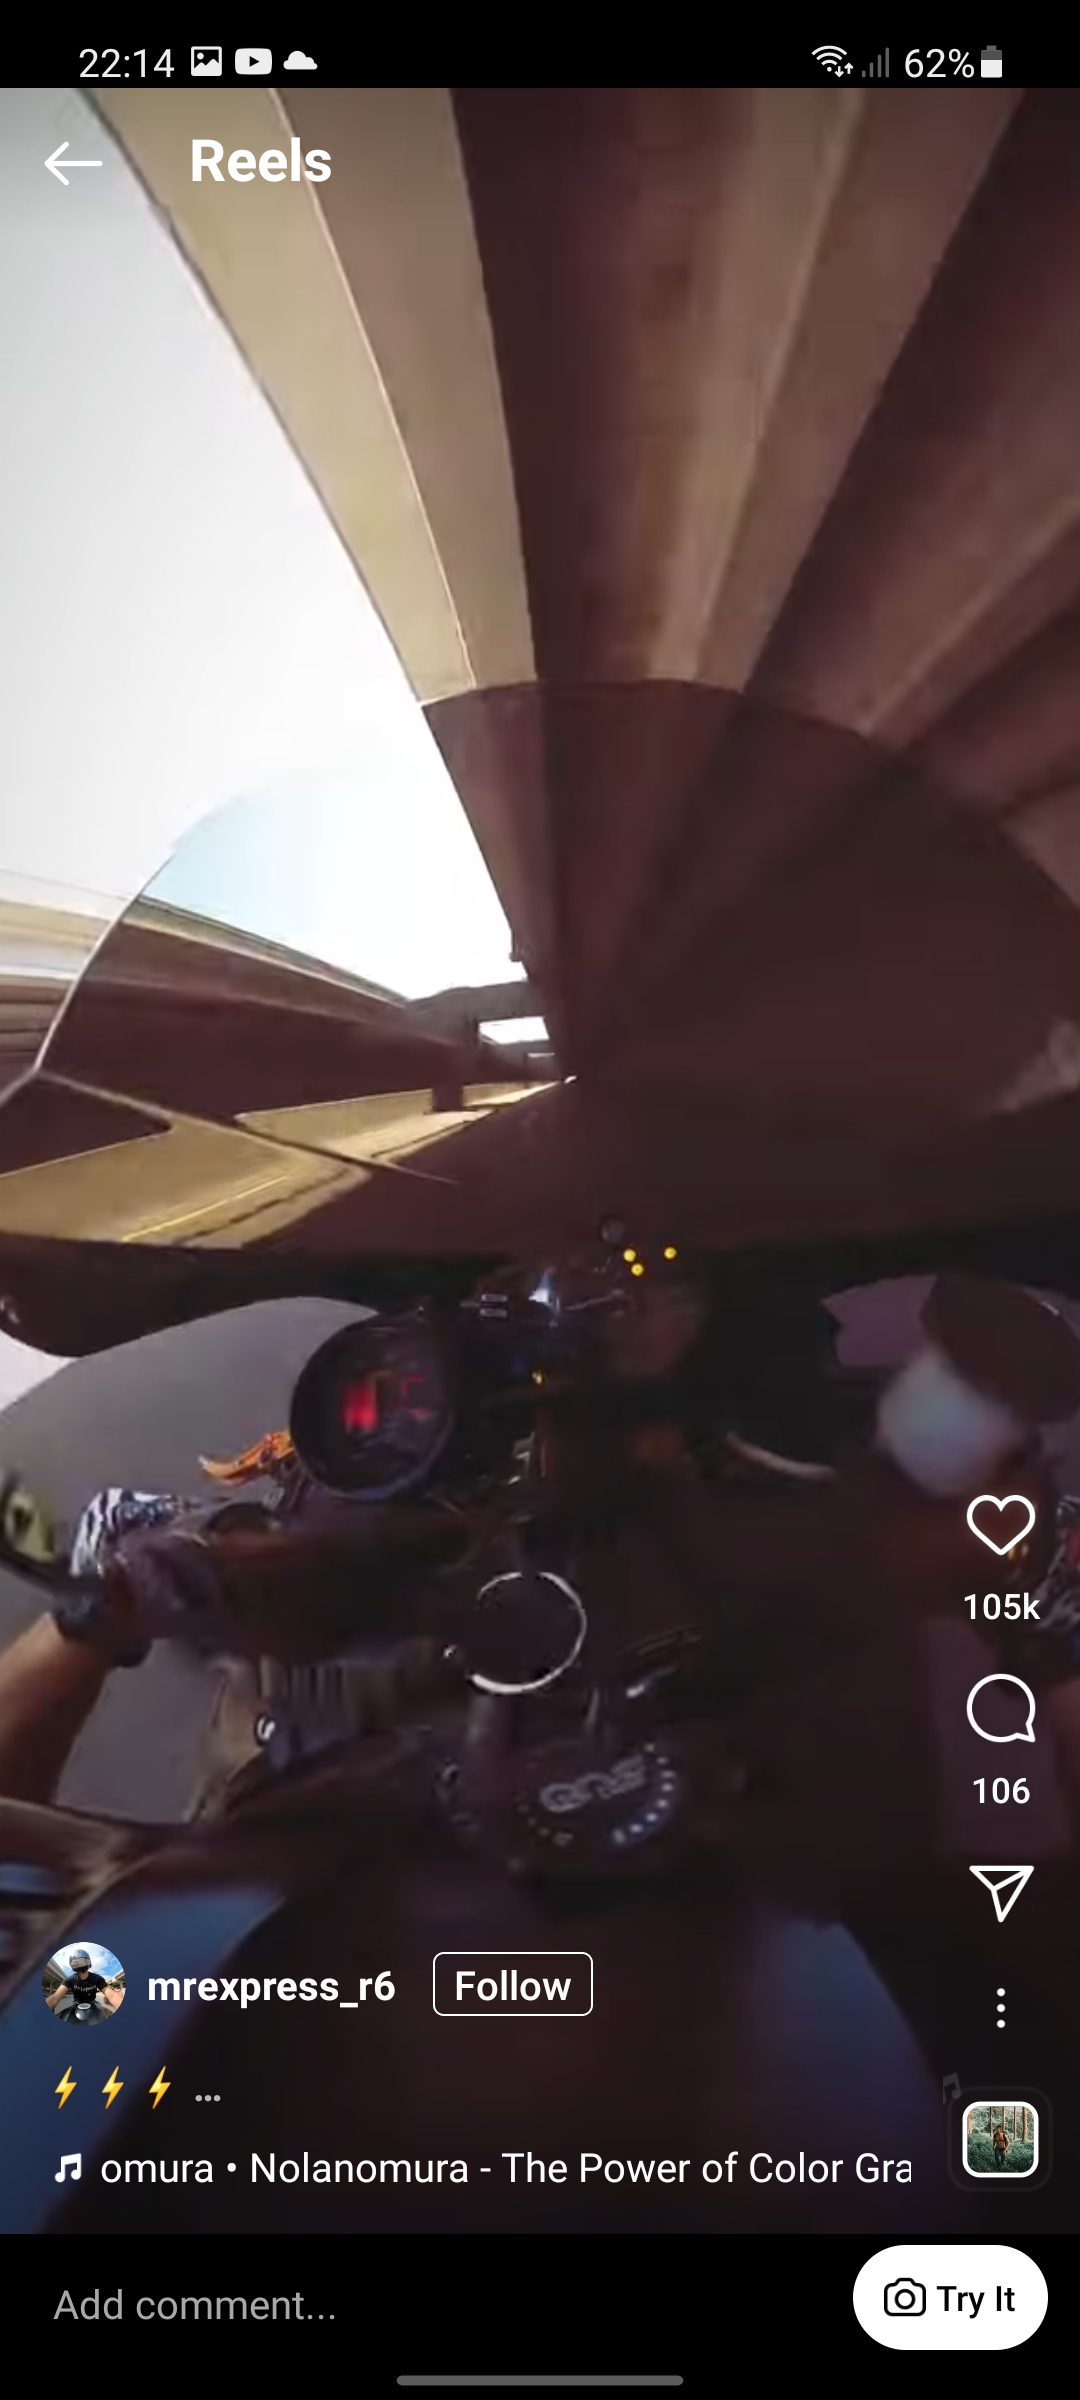 22:14
62%
Reels
105k
106
mrexpress_r6
Follow
⚡⚡⚡ ...
omura • Nolanomura - The Power of Color Gra
Add comment...
Try It